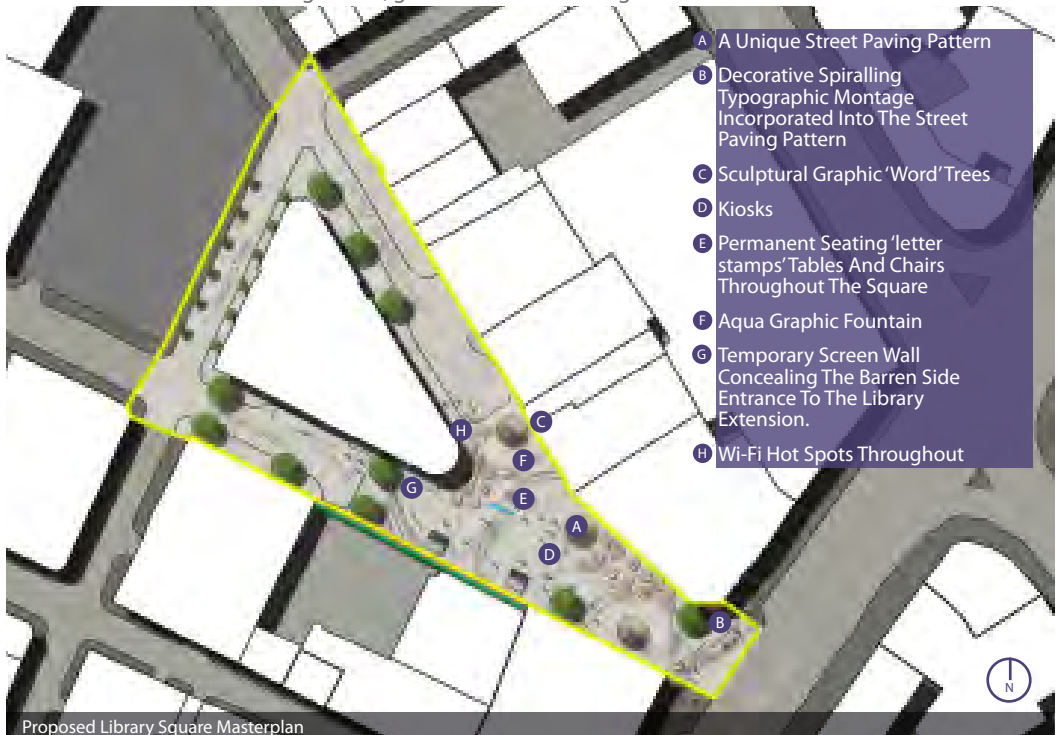 A A Unique Street Paving Pattern
B Decorative Spiralling
Typographic Montage
Incorporated Into The Street
Paving Pattern
C Sculptural Graphic ‘Word’ Trees
D Kiosks
E Permanent Seating ‘letter
stamps’ Tables And Chairs
Throughout The Square
F Aqua Graphic Fountain
G Temporary Screen Wall
Concealing The Barren Side
Entrance To The Library
Extension.
H Wi-Fi Hot Spots Throughout
C
H
F
G
E
A
D
B
N
Proposed Library Square Masterplan